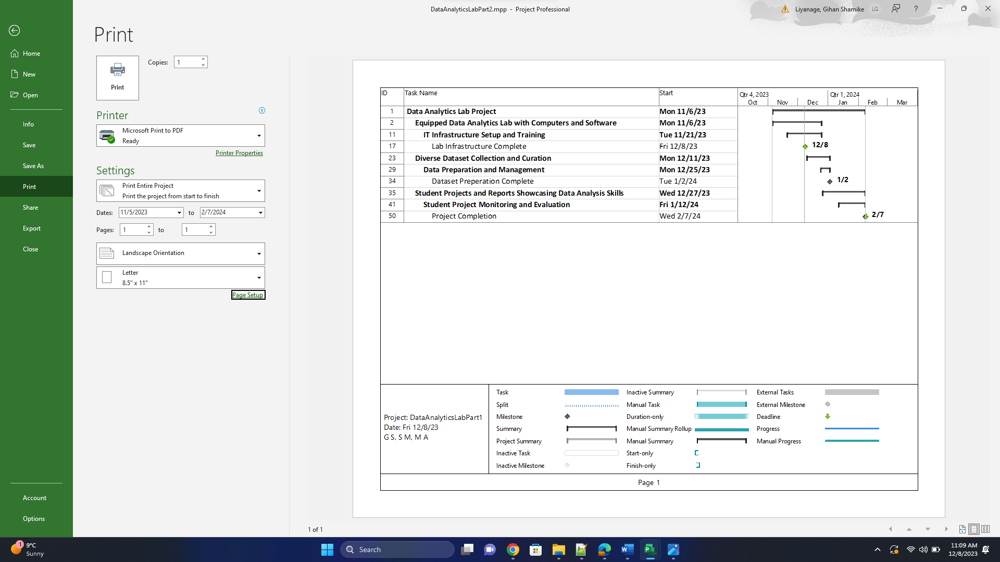 DataAnalyticsLabPart2.mpp - Project Professional
Liyanage, Gihan Shamike LG ?
Print
Home
New
Open
Info
Save
Save As
Print
Share
Export
Close
Account
Options
Print
Copies: 1
Printer
Microsoft Print to PDF
Ready
Printer Properties
Settings
Print Entire Project
Print the project from start to finish
Dates: 11/5/2023 to 2/7/2024
Pages: 1 to 1
Landscape Orientation
Letter
8.5" x 11"
Page Setup
ID Task Name Start Qtr 4, 2023 Qtr 1, 2024
Oct Nov Dec Jan Feb Mar
1 Data Analytics Lab Project Mon 11/6/23
2 Equipped Data Analytics Lab with Computers and Software Mon 11/6/23
11 IT Infrastructure Setup and Training Tue 11/21/23
17 Lab Infrastructure Complete Fri 12/8/23 12/8
23 Diverse Dataset Collection and Curation Mon 12/11/23
29 Data Preparation and Management Mon 12/25/23
34 Dataset Preperation Complete Tue 1/2/24 1/2
35 Student Projects and Reports Showcasing Data Analysis Skills Wed 12/27/23
41 Student Project Monitoring and Evaluation Fri 1/12/24
50 Project Completion Wed 2/7/24 2/7
Project: DataAnalyticsLabPart1
Date: Fri 12/8/23
G S, S M, M A
Task Inactive Summary External Tasks
Split Manual Task External Milestone
Milestone Duration-only Deadline
Summary Manual Summary Rollup Progress
Project Summary Manual Summary Manual Progress
Inactive Task Start-only
Inactive Milestone Finish-only
Page 1
1 of 1
1
9°C
Sunny
Search
11:09 AM
12/8/2023